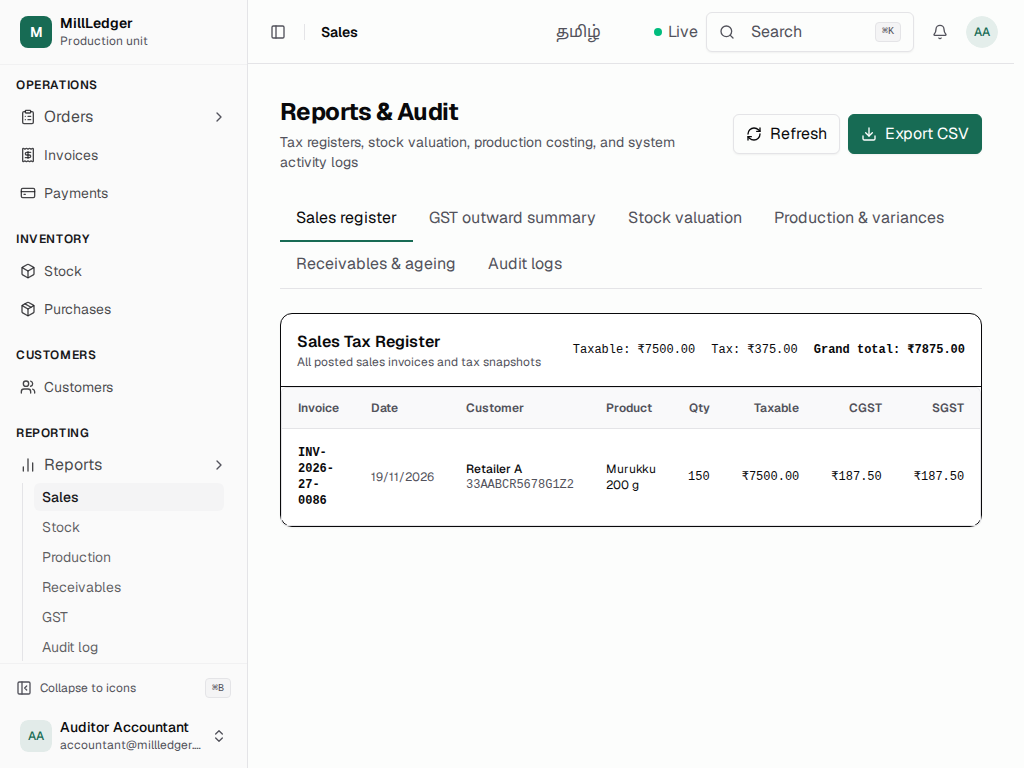 M
MillLedger
Production unit
OPERATIONS
Orders
Invoices
Payments
INVENTORY
Stock
Purchases
CUSTOMERS
Customers
REPORTING
Reports
Sales
Stock
Production
Receivables
GST
Audit log
Collapse to icons
⌘B
AA
Auditor Accountant
accountant@millledger....
Sales
தமிழ்
Live
Search
⌘K
AA
Reports & Audit
Tax registers, stock valuation, production costing, and system
activity logs
Refresh
Export CSV
Sales register
GST outward summary
Stock valuation
Production & variances
Receivables & ageing
Audit logs
Sales Tax Register
All posted sales invoices and tax snapshots
Taxable: ₹7500.00 Tax: ₹375.00 Grand total: ₹7875.00
Invoice Date Customer Product Qty Taxable CGST SGST
INV-
2026-
27-
0086
19/11/2026
Retailer A
33AABCR5678G1Z2
Murukku
200 g
150
₹7500.00
₹187.50
₹187.50